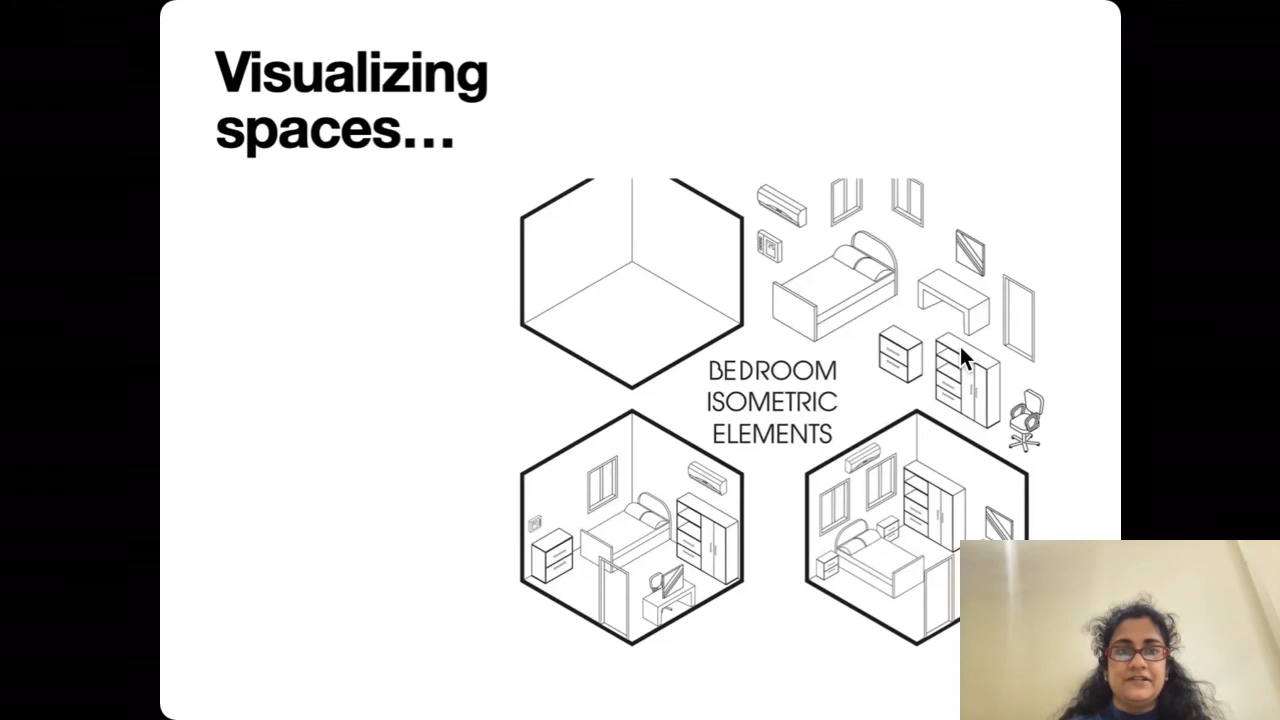 Visualizing
spaces...
BEDROOM
ISOMETRIC
ELEMENTS